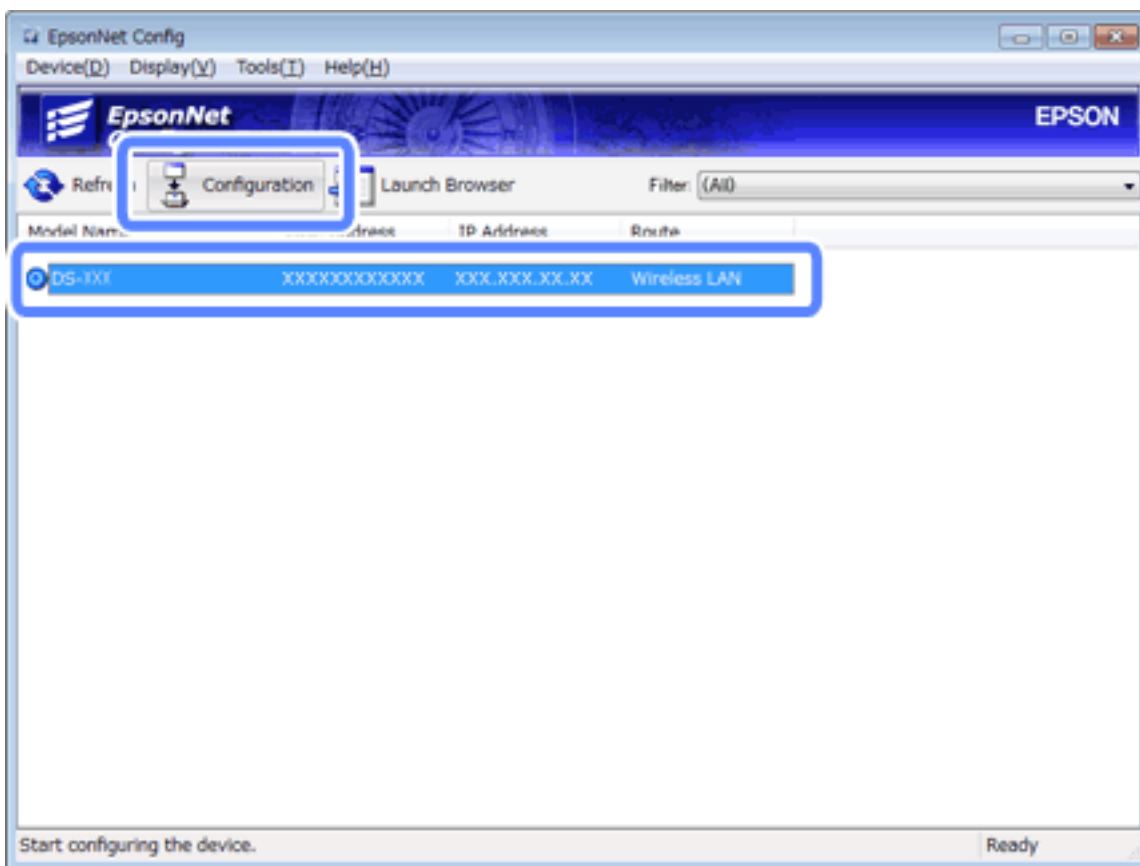 EpsonNet Config
Device(D) Display(V) Tools(T) Help(H)
EpsonNet
EPSON
Configuration Launch Browser Filter: (All)
IP Address Route
DS-XXX XXXXXXXXXXXX XXX.XXX.XX.XX Wireless LAN
Start configuring the device. Ready